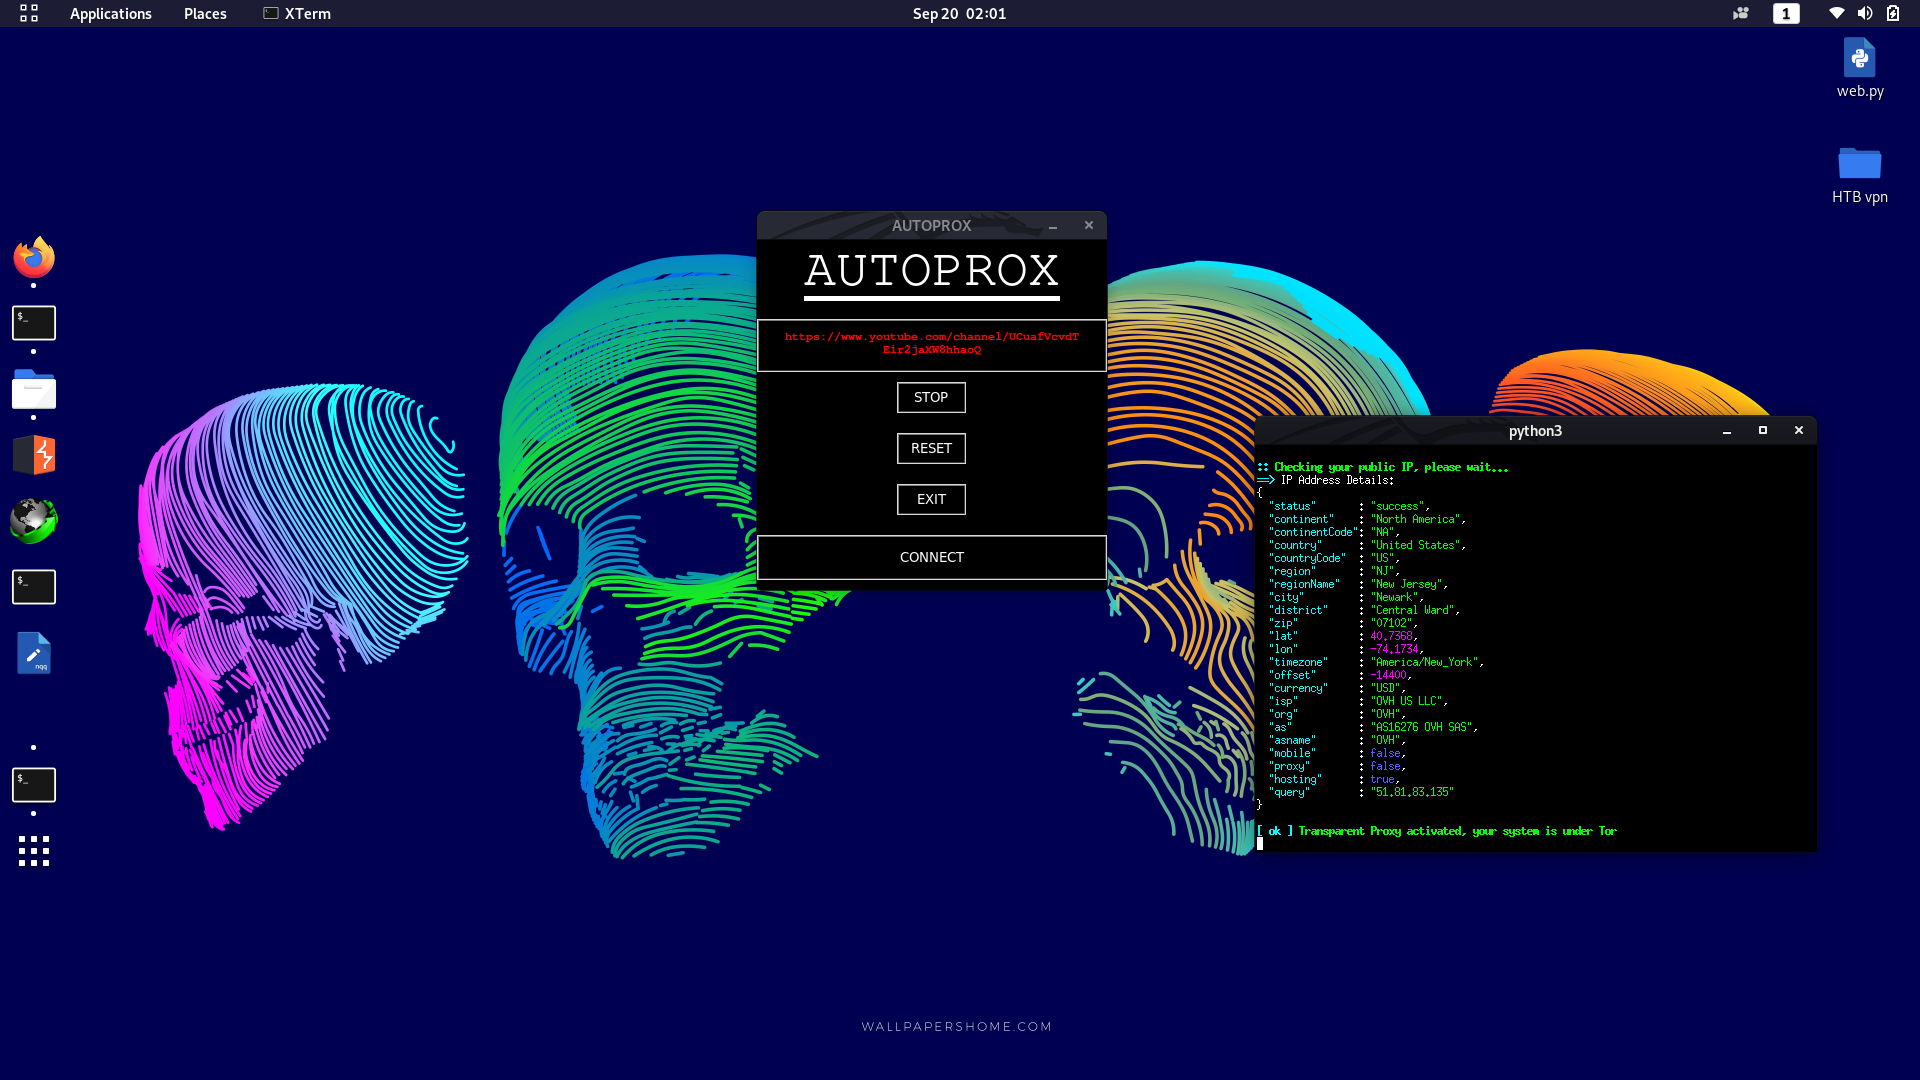 Applications Places XTerm Sep 20 02:01 1
web.py
HTB vpn
AUTOPROX
AUTOPROX
https://www.youtube.com/channel/UCuafVcvdT
Eir2jaXW8hhaoQ
STOP
RESET
EXIT
CONNECT
$_
$_
$_
nqq
python3
:: Checking your public IP, please wait...
==> IP Address Details:
{
"status" : "success",
"continent" : "North America",
"continentCode": "NA",
"country" : "United States",
"countryCode" : "US",
"region" : "NJ",
"regionName" : "New Jersey",
"city" : "Newark",
"district" : "Central Ward",
"zip" : "07102",
"lat" : 40.7368,
"lon" : -74.1734,
"timezone" : "America/New_York",
"offset" : -14400,
"currency" : "USD",
"isp" : "OVH US LLC",
"org" : "OVH",
"as" : "AS16276 OVH SAS",
"asname" : "OVH",
"mobile" : false,
"proxy" : false,
"hosting" : true,
"query" : "51.81.83.135"
}
[ ok ] Transparent Proxy activated, your system is under Tor
WALLPAPERSHOME.COM